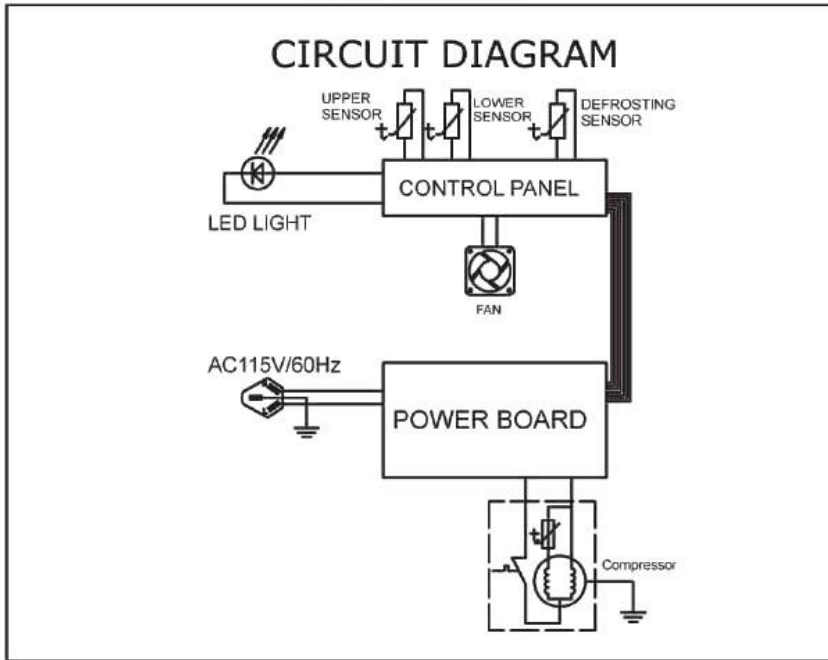 CIRCUIT DIAGRAM
UPPER
SENSOR
t
t
LOWER
SENSOR
t
DEFROSTING
SENSOR
CONTROL PANEL
LED LIGHT
FAN
AC115V/60Hz
POWER BOARD
t
Compressor